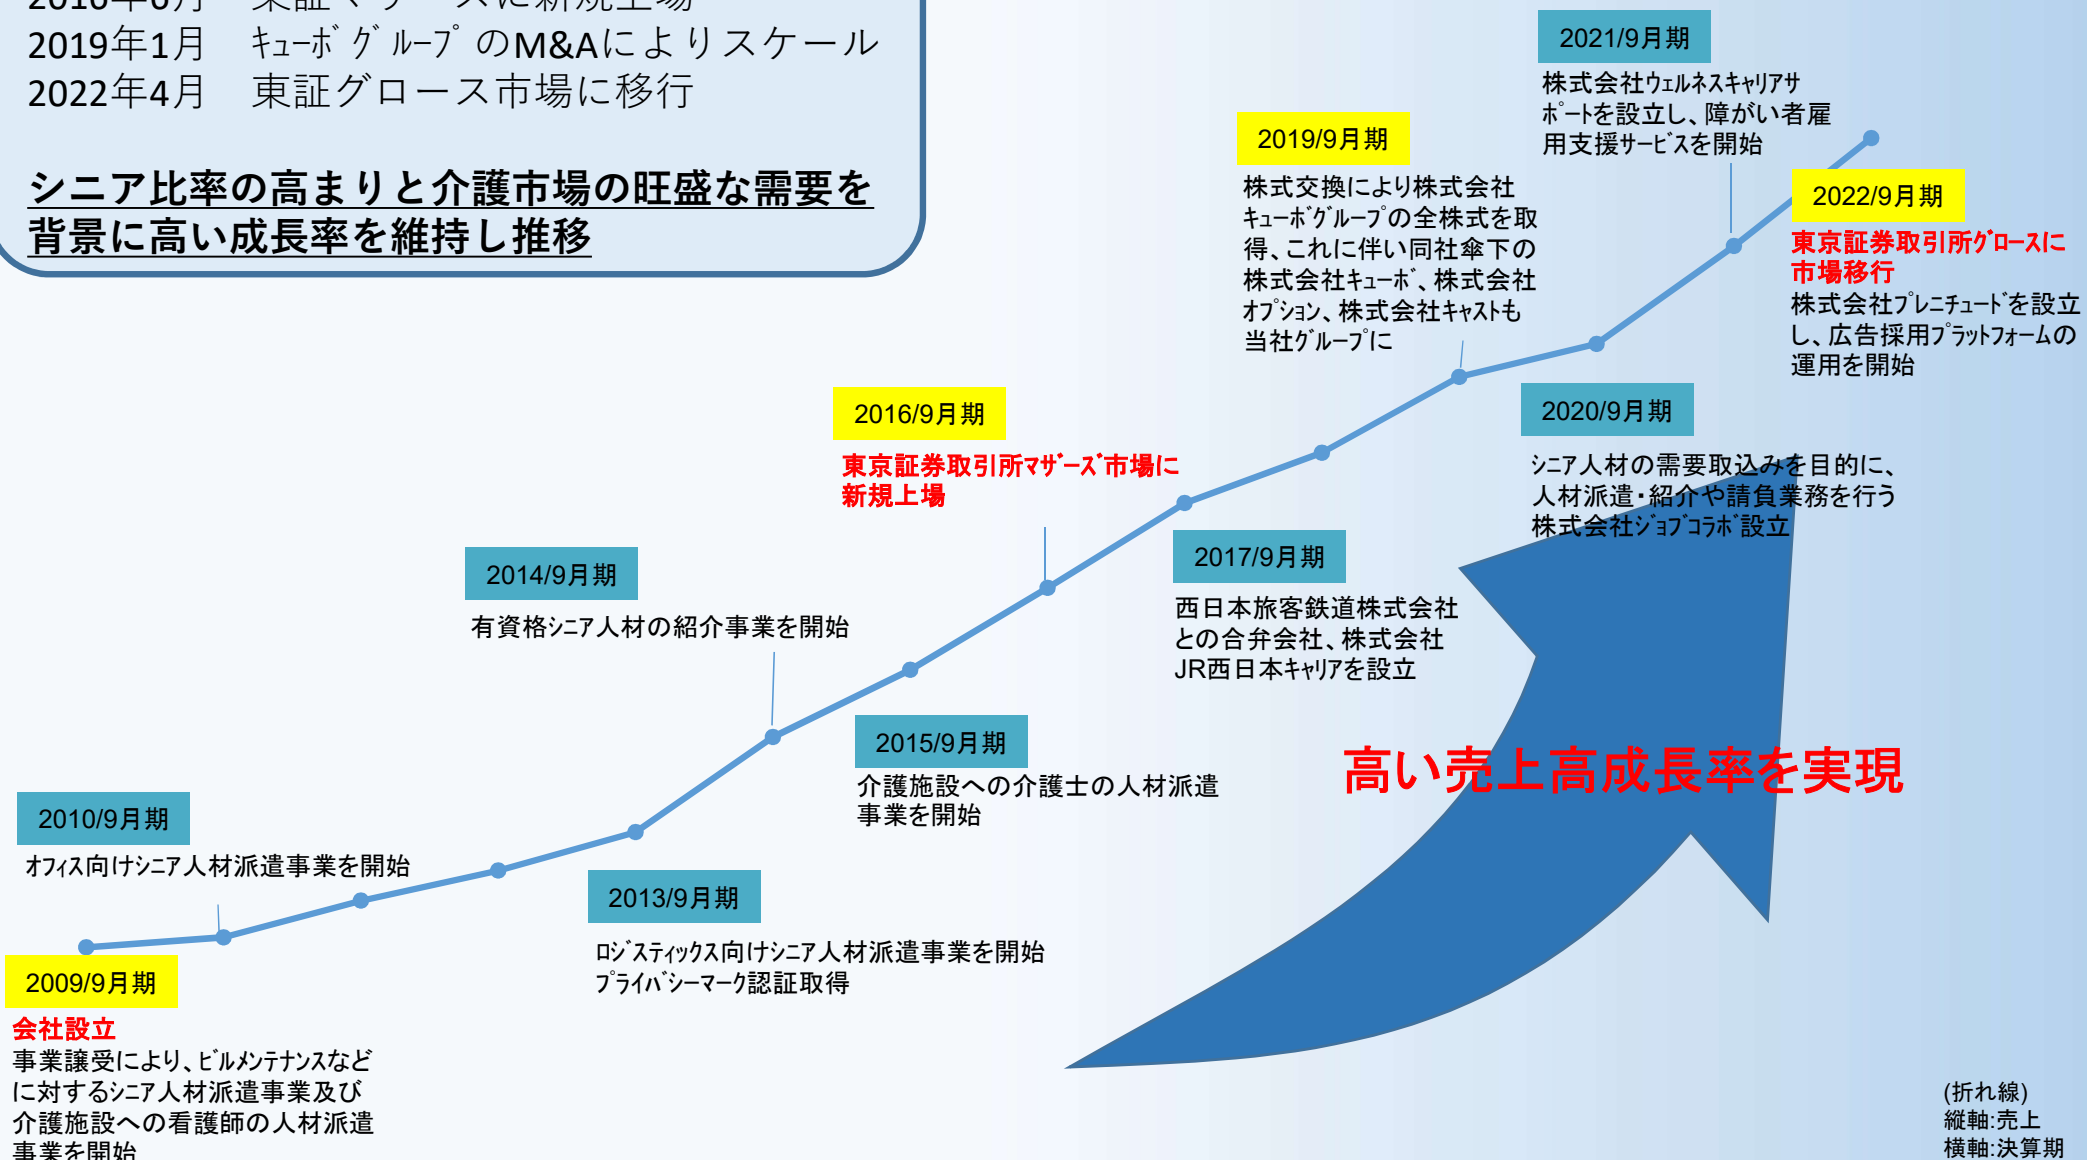 2016年6月 東証マザーズに新規上場
2019年1月 ｷｭｰﾎﾞｸﾞﾙｰﾌﾟのM&Aによりスケール
2022年4月 東証グロース市場に移行
シニア比率の高まりと介護市場の旺盛な需要を
背景に高い成長率を維持し推移
2021/9月期
株式会社ｳｪﾙﾈｽｷｬﾘｱｻ
ﾎﾟｰﾄを設立し、障がい者雇
用支援ｻｰﾋﾞｽを開始
2019/9月期
株式交換により株式会社
ｷｭｰﾎﾞｸﾞﾙｰﾌﾟの全株式を取
得、これに伴い同社傘下の
株式会社ｷｭｰﾎﾞ、株式会社
ｵﾌﾟｼｮﾝ、株式会社ｷｬｽﾄも
当社ｸﾞﾙｰﾌﾟに
2022/9月期
東京証券取引所ｸﾞﾛｰｽに
市場移行
株式会社ﾌﾟﾚﾆﾁｭｰﾄﾞを設立
し、広告採用ﾌﾟﾗｯﾄﾌｫｰﾑの
運用を開始
2016/9月期
東京証券取引所ﾏｻﾞｰｽﾞ市場に
新規上場
2020/9月期
ｼﾆｱ人材の需要取込みを目的に、
人材派遣・紹介や請負業務を行う
株式会社ｼﾞｮﾌﾞｺﾗﾎﾞ設立
2014/9月期
有資格ｼﾆｱ人材の紹介事業を開始
2017/9月期
西日本旅客鉄道株式会社
との合弁会社、株式会社
JR西日本ｷｬﾘｱを設立
2015/9月期
介護施設への介護士の人材派遣
事業を開始
高い売上高成長率を実現
2010/9月期
ｵﾌｨｽ向けｼﾆｱ人材派遣事業を開始
2013/9月期
ﾛｼﾞｽﾃｨｯｸｽ向けｼﾆｱ人材派遣事業を開始
ﾌﾟﾗｲﾊﾞｼｰﾏｰｸ認証取得
2009/9月期
会社設立
事業譲受により、ﾋﾞﾙﾒﾝﾃﾅﾝｽなど
に対するｼﾆｱ人材派遣事業及び
介護施設への看護師の人材派遣
事業を開始
(折れ線)
縦軸:売上
横軸:決算期